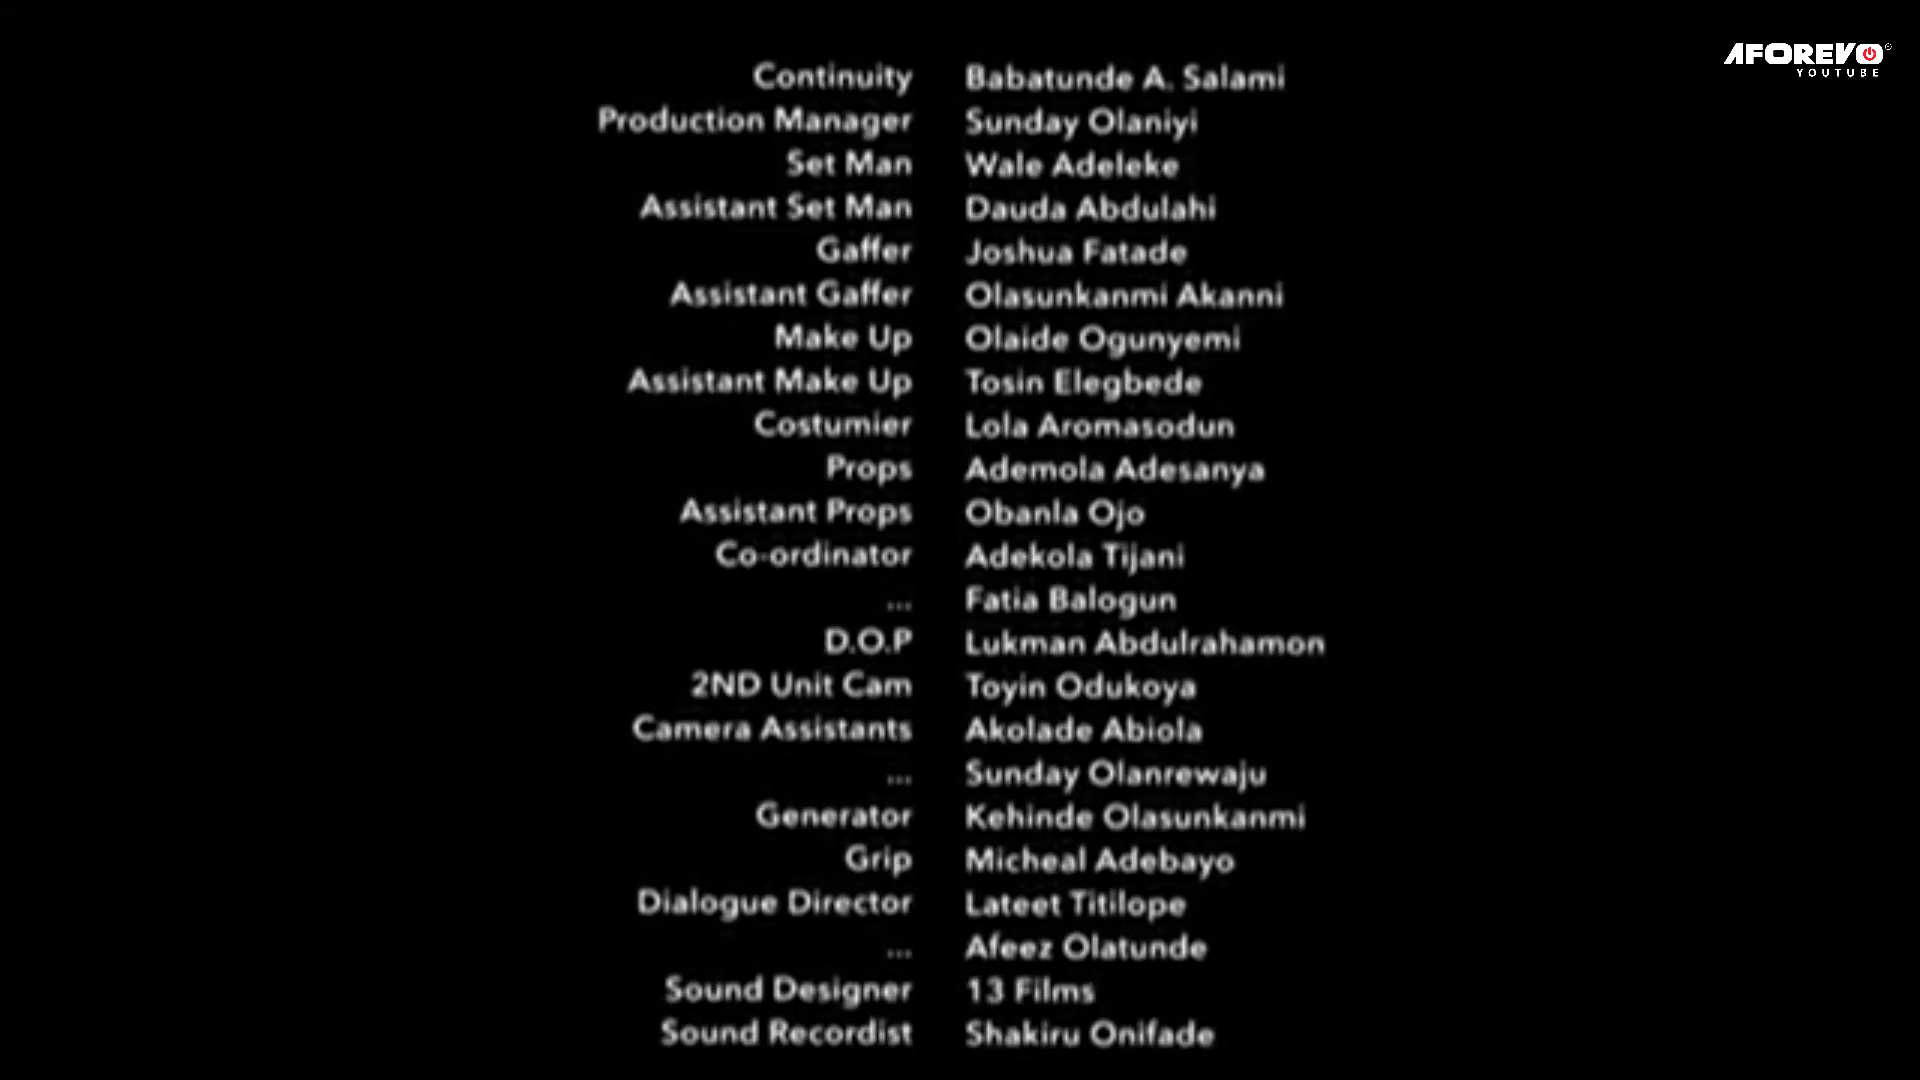 AFOREVO
YOUTUBE
Continuity Babatunde A. Salami
Production Manager Sunday Olaniyi
Set Man Wale Adeleke
Assistant Set Man Dauda Abdulahi
Gaffer Joshua Fatade
Assistant Gaffer Olasunkanmi Akanni
Make Up Olaide Ogunyemi
Assistant Make Up Tosin Elegbede
Costumier Lola Aromasodun
Props Ademola Adesanya
Assistant Props Obanla Ojo
Co-ordinator Adekola Tijani
... Fatia Balogun
D.O.P Lukman Abdulrahamon
2ND Unit Cam Toyin Odukoya
Camera Assistants Akolade Abiola
... Sunday Olanrewaju
Generator Kehinde Olasunkanmi
Grip Micheal Adebayo
Dialogue Director Lateet Titilope
... Afeez Olatunde
Sound Designer 13 Films
Sound Recordist Shakiru Onifade